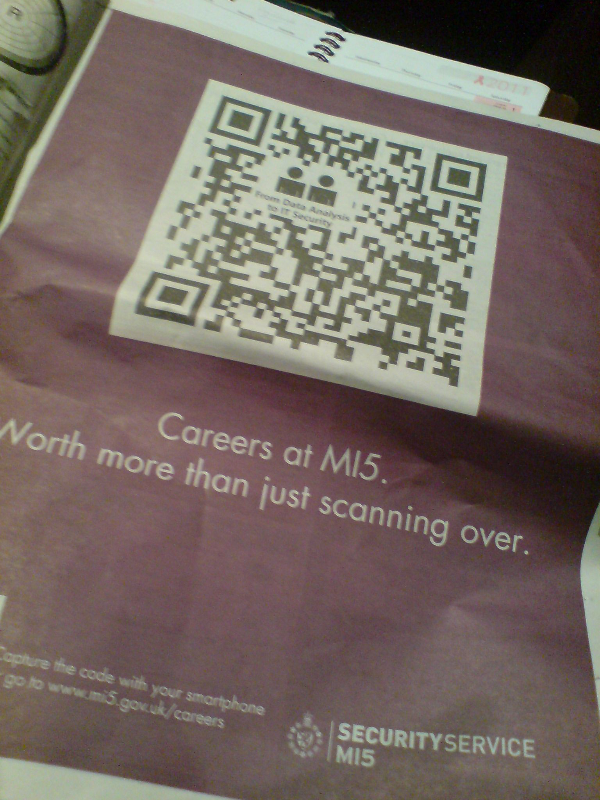 2011
From Data Analysis
to IT Security
Careers at MI5.
Worth more than just scanning over.
Capture the code with your smartphone
go to www.mi5.gov.uk/careers
SECURITYSERVICE
MI5